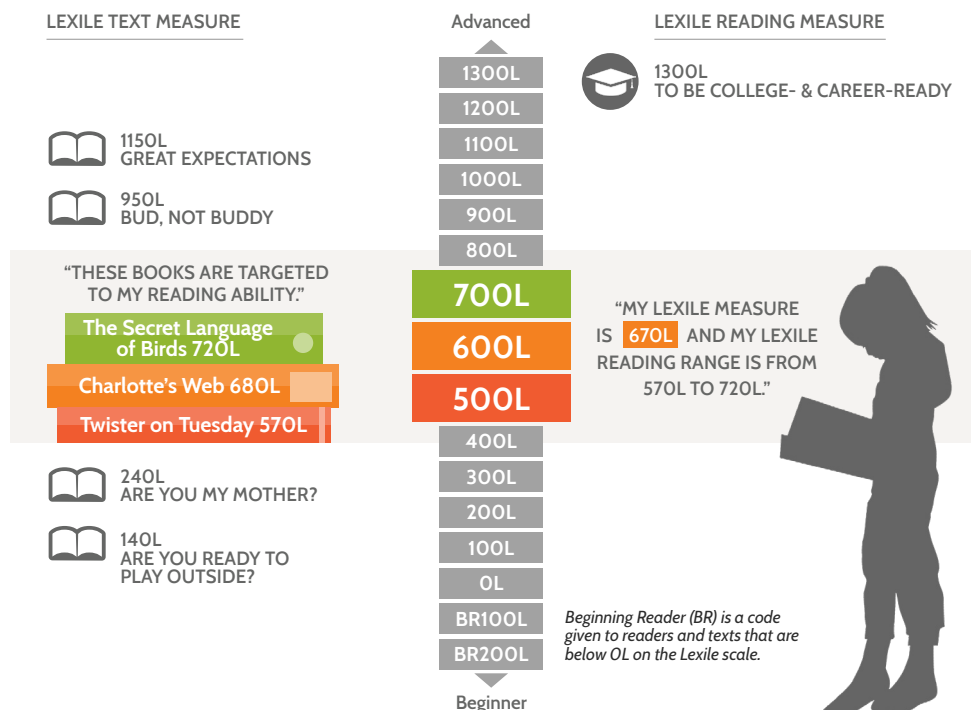 LEXILE TEXT MEASURE
1150L
GREAT EXPECTATIONS
950L
BUD, NOT BUDDY
“THESE BOOKS ARE TARGETED
TO MY READING ABILITY.”
The Secret Language
of Birds 720L
Charlotte's Web 680L
Twister on Tuesday 570L
240L
ARE YOU MY MOTHER?
140L
ARE YOU READY TO
PLAY OUTSIDE?
Advanced
1300L
1200L
1100L
1000L
900L
800L
700L
600L
500L
400L
300L
200L
100L
0L
BR100L
BR200L
Beginner
LEXILE READING MEASURE
1300L
TO BE COLLEGE- & CAREER-READY
“MY LEXILE MEASURE
IS 670L AND MY LEXILE
READING RANGE IS FROM
570L TO 720L.”
Beginning Reader (BR) is a code
given to readers and texts that are
below 0L on the Lexile scale.